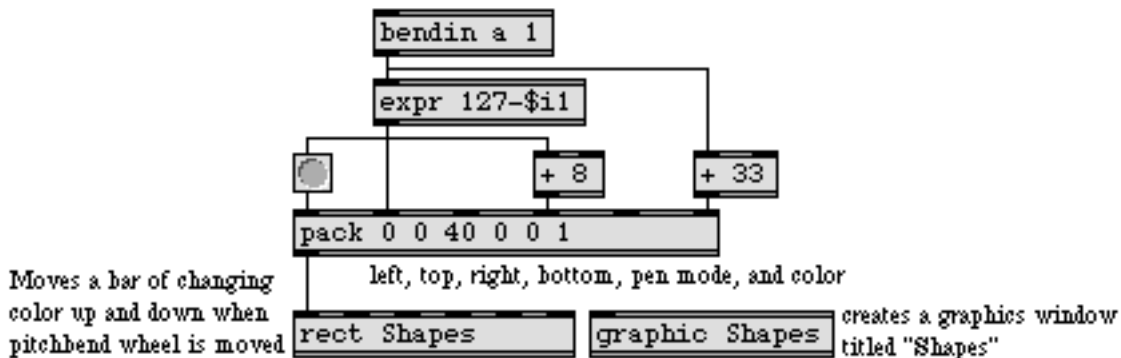 bendin a 1
expr 127-$i1
+ 8
+ 33
pack 0 0 40 0 0 1
left, top, right, bottom, pen mode, and color
Moves a bar of changing
color up and down when
pitchbend wheel is moved
rect Shapes
graphic Shapes
creates a graphics window
titled "Shapes"